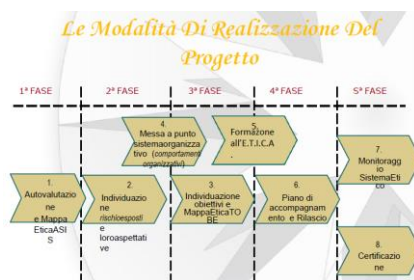 Le Modalità Di Realizzazione Del
Progetto
1ª FASE
2ª FASE
3ª FASE
4ª FASE
5ª FASE
4.
Messa a punto
sistemaorganizza
tivo (comportamenti
organizzativi)
5.
Formazione
all'E.T.I.C.A
.
1.
Autovalutazio
ne
e Mappa
EticaASI
S
2.
Individuazio
ne
rischioesposti
e
loroaspettati
ve
3.
Individuazione
obiettivi e
MappaEticaTO
BE
6.
Piano di
accompagnam
ento e Rilascio
7.
Monitoragg
io
SistemaEti
co
8.
Certificazio
ne